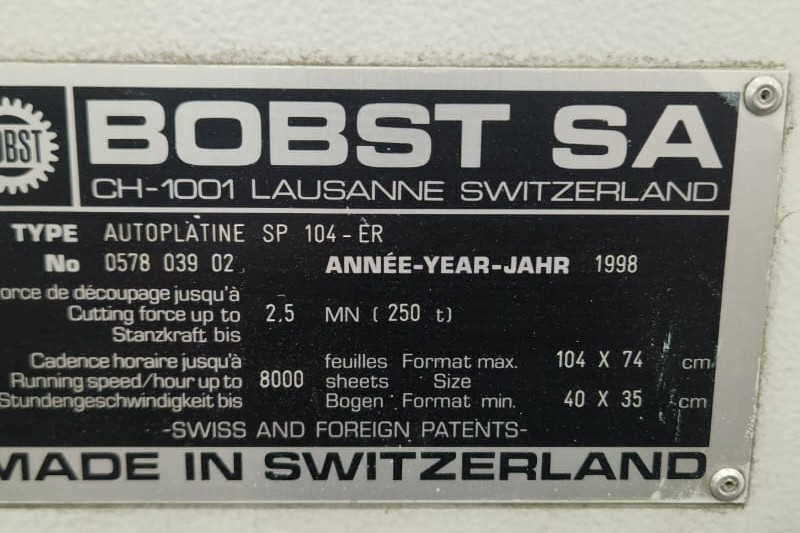 BOBST SA
CH-1001 LAUSANNE SWITZERLAND
TYPE AUTOPLATINE SP 104-ER
No 0578 039 02 ANNÉE-YEAR-JAHR 1998
de découpage jusqu'à
Cutting force up to 2,5 MN (250 t)
Stanzkraft bis
Cadence horaire jusqu'à feuilles Format max. 104 X 74 cm
Running speed/hour up to 8000 sheets Size
Stundengeschwindigkeit bis Bogen Format min. 40 X 35 cm
-SWISS AND FOREIGN PATENTS-
MADE IN SWITZERLAND